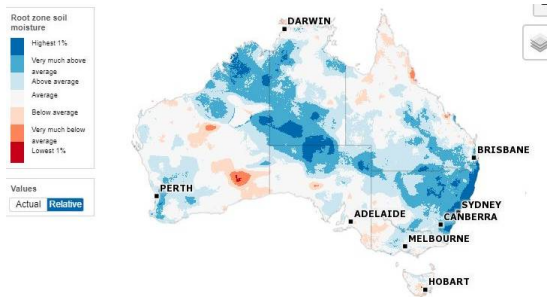 Root zone soil
moisture
Highest 1%
Very much above
average
Above average
Average
Below average
Very much below
average
Lowest 1%
Values
Actual Relative
DARWIN
BRISBANE
PERTH
SYDNEY
ADELAIDE
CANBERRA
MELBOURNE
HOBART